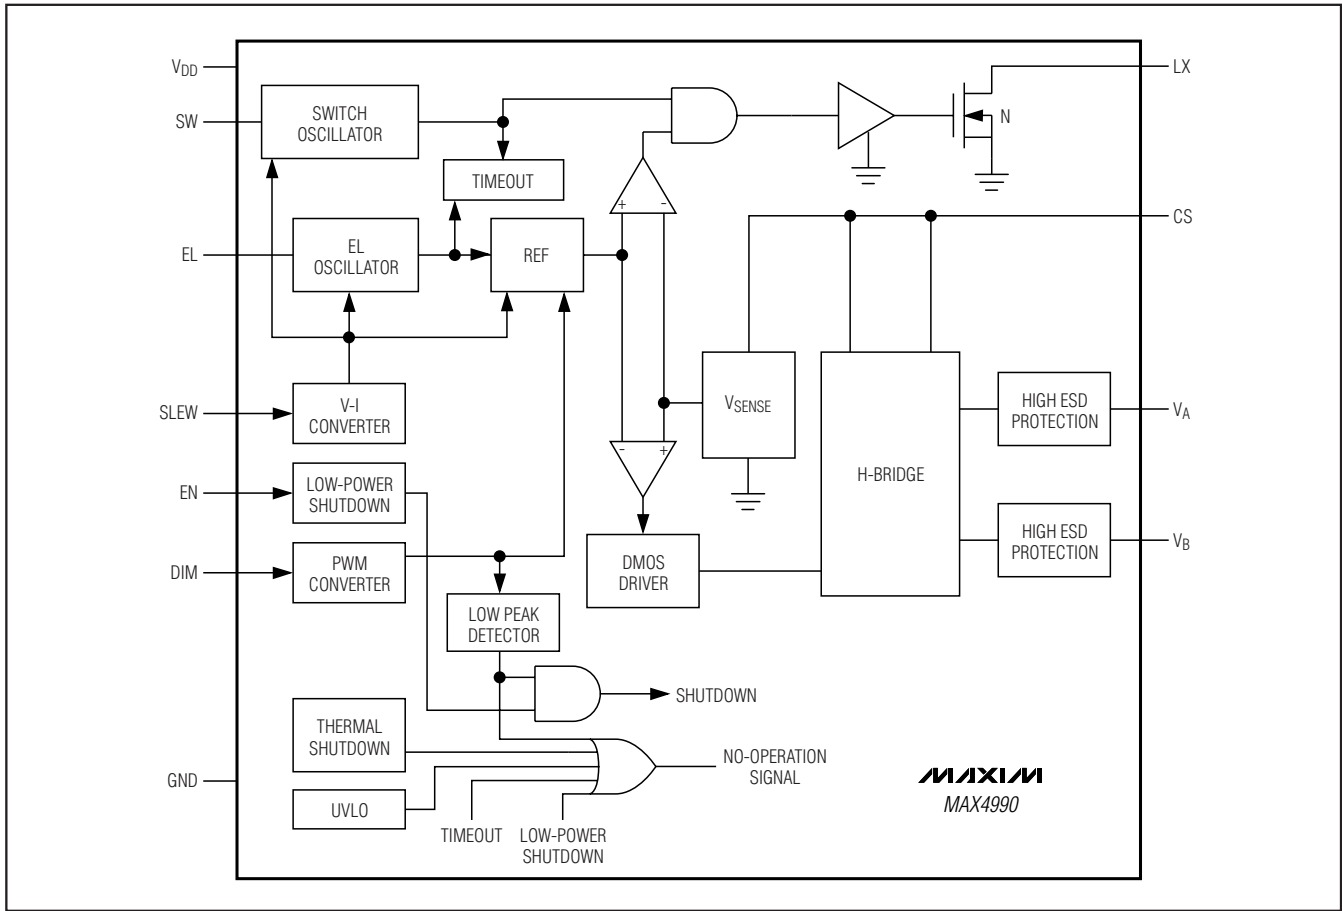 VDD
SW
EL
SLEW
EN
DIM
GND
SWITCH
OSCILLATOR
TIMEOUT
EL
OSCILLATOR
REF
V-I
CONVERTER
LOW-POWER
SHUTDOWN
PWM
CONVERTER
LOW PEAK
DETECTOR
THERMAL
SHUTDOWN
UVLO
TIMEOUT
LOW-POWER
SHUTDOWN
SHUTDOWN
NO-OPERATION
SIGNAL
+
-
-
+
DMOS
DRIVER
VSENSE
H-BRIDGE
HIGH ESD
PROTECTION
HIGH ESD
PROTECTION
N
LX
CS
VA
VB
MAXIM
MAX4990